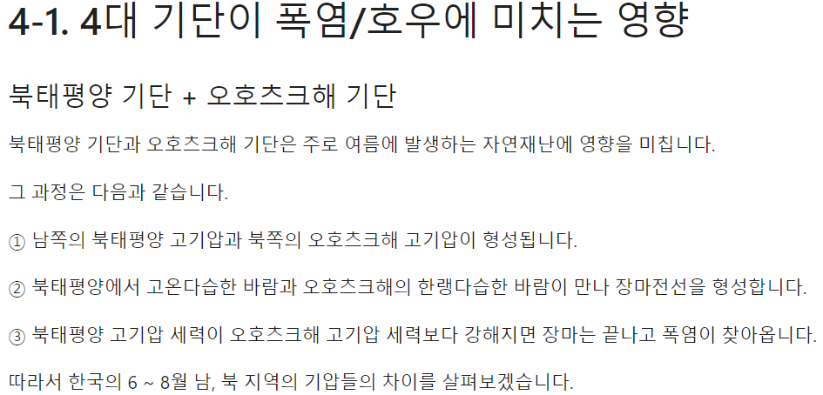 4-1. 4대 기단이 폭염/호우에 미치는 영향
북태평양 기단 + 오호츠크해 기단
북태평양 기단과 오호츠크해 기단은 주로 여름에 발생하는 자연재난에 영향을 미칩니다.
그 과정은 다음과 같습니다.
① 남쪽의 북태평양 고기압과 북쪽의 오호츠크해 고기압이 형성됩니다.
② 북태평양에서 고온다습한 바람과 오호츠크해의 한랭다습한 바람이 만나 장마전선을 형성합니다.
③ 북태평양 고기압 세력이 오호츠크해 고기압 세력보다 강해지면 장마는 끝나고 폭염이 찾아옵니다.
따라서 한국의 6 ~ 8월 남, 북 지역의 기압들의 차이를 살펴보겠습니다.